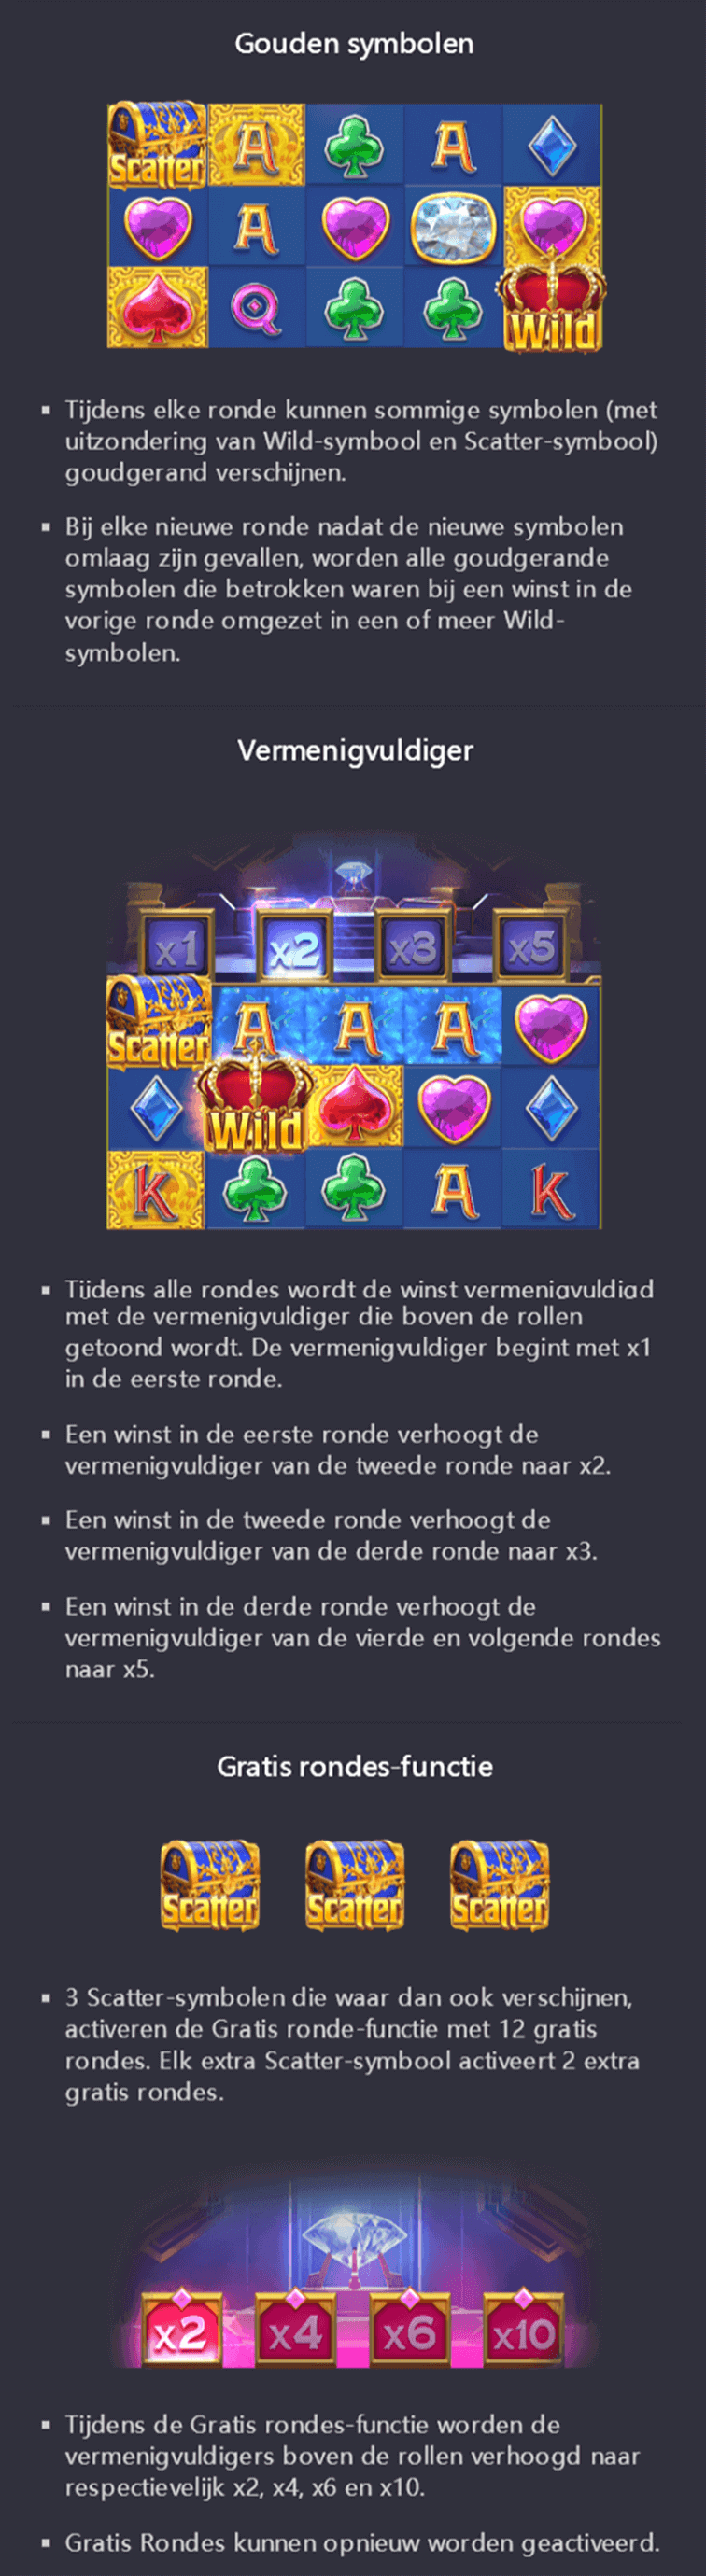 Gouden symbolen
Scatter A A
A
Q Wild
Tijdens elke ronde kunnen sommige symbolen (met
uitzondering van Wild-symbool en Scatter-symbool)
goudgerand verschijnen.
Bij elke nieuwe ronde nadat de nieuwe symbolen
omlaag zijn gevallen, worden alle goudgerande
symbolen die betrokken waren bij een winst in de
vorige ronde omgezet in een of meer Wild-
symbolen.
Vermenigvuldiger
x1 x2 x3 x5
Scatter A A A
Wild
K A K
Tijdens alle rondes wordt de winst vermenigvuldigd
met de vermenigvuldiger die boven de rollen
getoond wordt. De vermenigvuldiger begint met x1
in de eerste ronde.
Een winst in de eerste ronde verhoogt de
vermenigvuldiger van de tweede ronde naar x2.
Een winst in de tweede ronde verhoogt de
vermenigvuldiger van de derde ronde naar x3.
Een winst in de derde ronde verhoogt de
vermenigvuldiger van de vierde en volgende rondes
naar x5.
Gratis rondes-functie
Scatter Scatter Scatter
3 Scatter-symbolen die waar dan ook verschijnen,
activeren de Gratis ronde-functie met 12 gratis
rondes. Elk extra Scatter-symbool activeert 2 extra
gratis rondes.
x2 x4 x6 x10
Tijdens de Gratis rondes-functie worden de
vermenigvuldigers boven de rollen verhoogd naar
respectievelijk x2, x4, x6 en x10.
Gratis Rondes kunnen opnieuw worden geactiveerd.